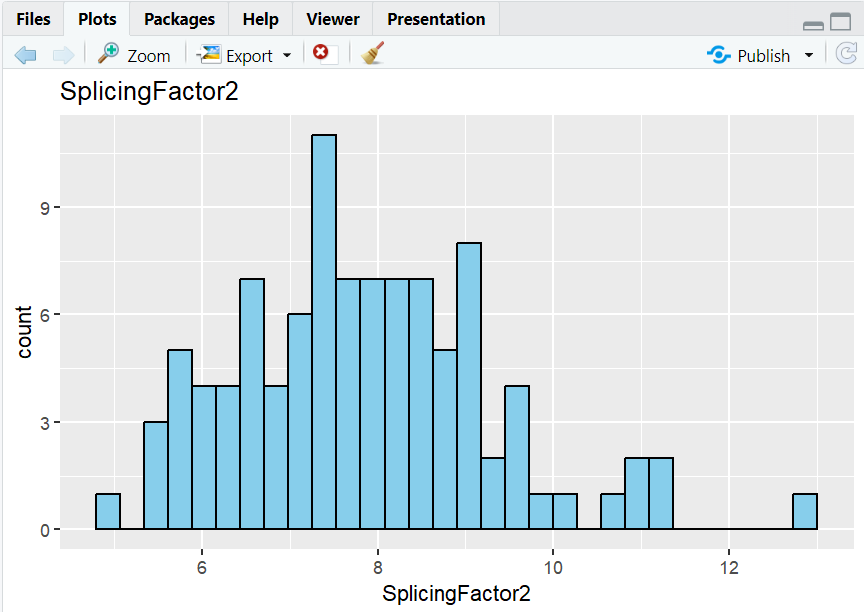 Files Plots Packages Help Viewer Presentation
Zoom Export Publish
SplicingFactor2
9
6
3
0
count
6 8 10 12
SplicingFactor2